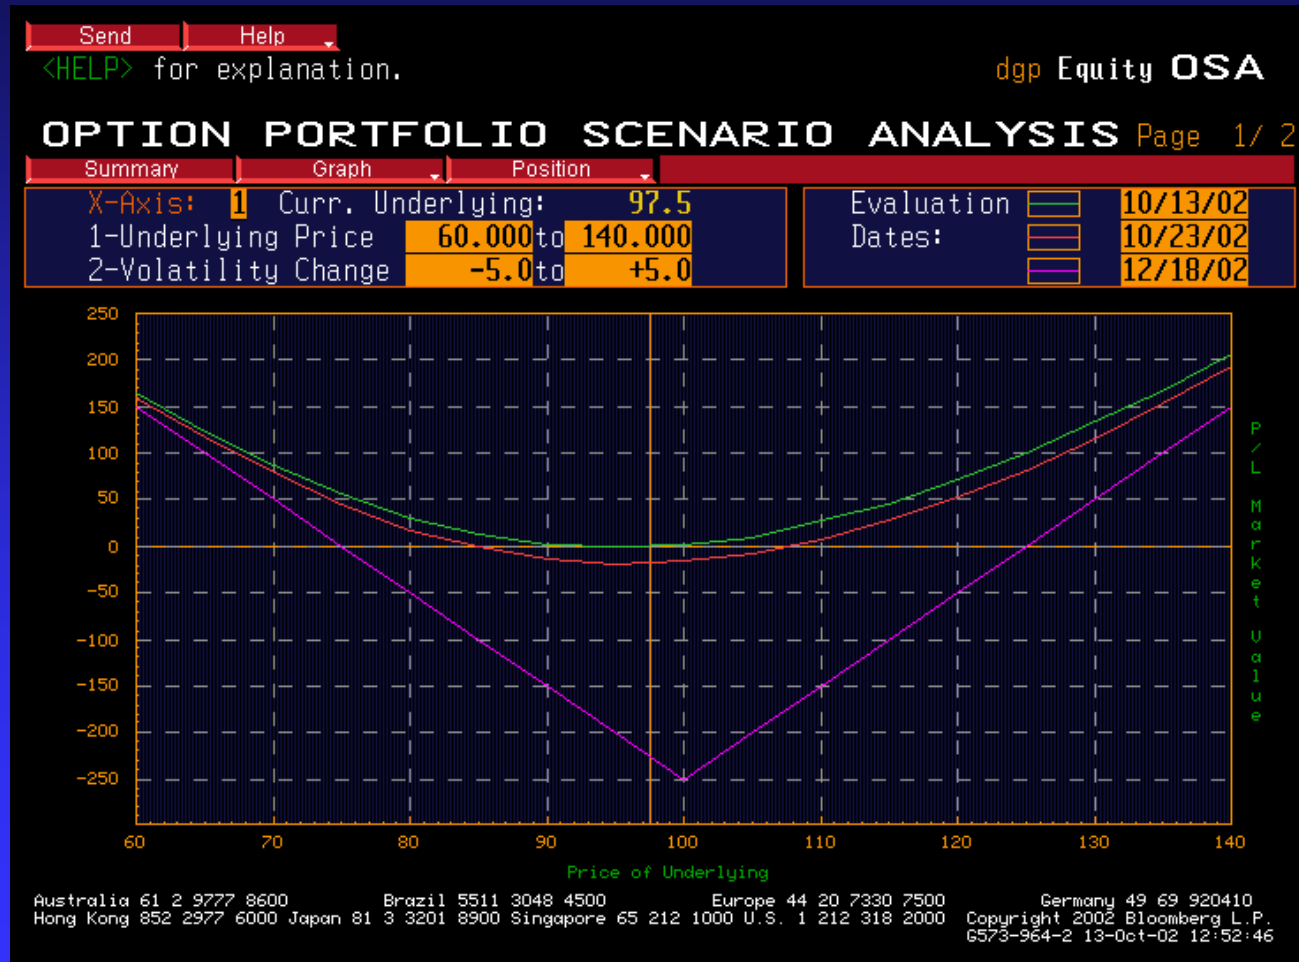 Send Help
<HELP> for explanation. dgp Equity OSA
OPTION PORTFOLIO SCENARIO ANALYSIS Page 1/ 2
Summary Graph Position
X-Axis: 1 Curr. Underlying: 97.5 Evaluation 10/13/02
1-Underlying Price 60.000 to 140.000 Dates: 10/23/02
2-Volatility Change -5.0 to +5.0 12/18/02
250
200
150
100
50
0
-50
-100
-150
-200
-250
P/L Market Value
60 70 80 90 100 110 120 130 140
Price of Underlying
Australia 61 2 9777 8600 Brazil 5511 3048 4500 Europe 44 20 7330 7500 Germany 49 69 920410
Hong Kong 852 2977 6000 Japan 81 3 3201 8900 Singapore 65 212 1000 U.S. 1 212 318 2000 Copyright 2002 Bloomberg L.P.
G573-964-2 13-Oct-02 12:52:46